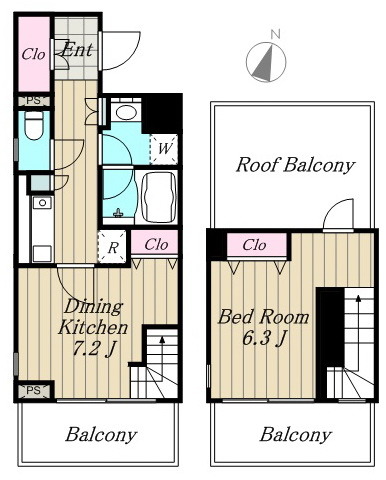 Ent
Clo
N
PS
W
Roof Balcony
R
Clo
Clo
Dining
Kitchen
7.2 J
Bed Room
6.3 J
PS
Balcony
Balcony